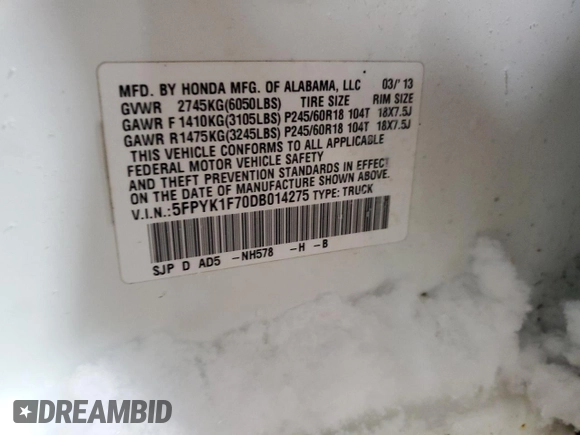 MFD. BY HONDA MFG. OF ALABAMA, LLC 03/'13
GVWR 2745KG(6050LBS) TIRE SIZE RIM SIZE
GAWR F 1410KG(3105LBS) P245/60R18 104T 18X7.5J
GAWR R1475KG(3245LBS) P245/60R18 104T 18X7.5J
THIS VEHICLE CONFORMS TO ALL APPLICABLE
FEDERAL MOTOR VEHICLE SAFETY
AND THEFT PREVENTION STANDARDS IN EFFECT
ON THE DATE OF MANUFACTURE SHOWN ABOVE.
V.I.N.:5FPYK1F70DB014275 TYPE: TRUCK
SJP D AD5 -NH578 -H -B
DREAMBID